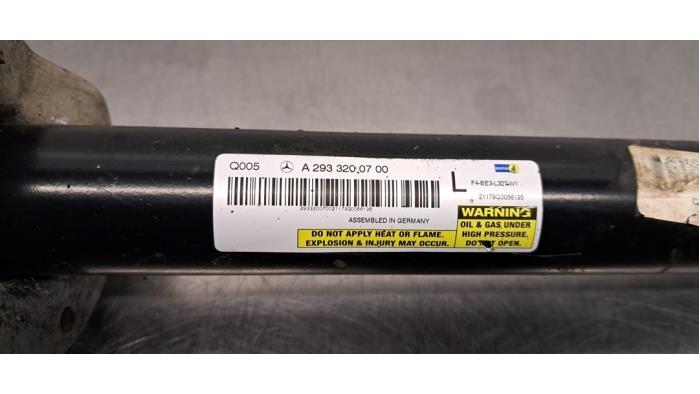 Q005 A 293 320 07 00
L
ASSEMBLED IN GERMANY
21179Q0056195
DO NOT APPLY HEAT OR FLAME.
EXPLOSION & INJURY MAY OCCUR.
WARNING
OIL & GAS UNDER
HIGH PRESSURE.
DO NOT OPEN.